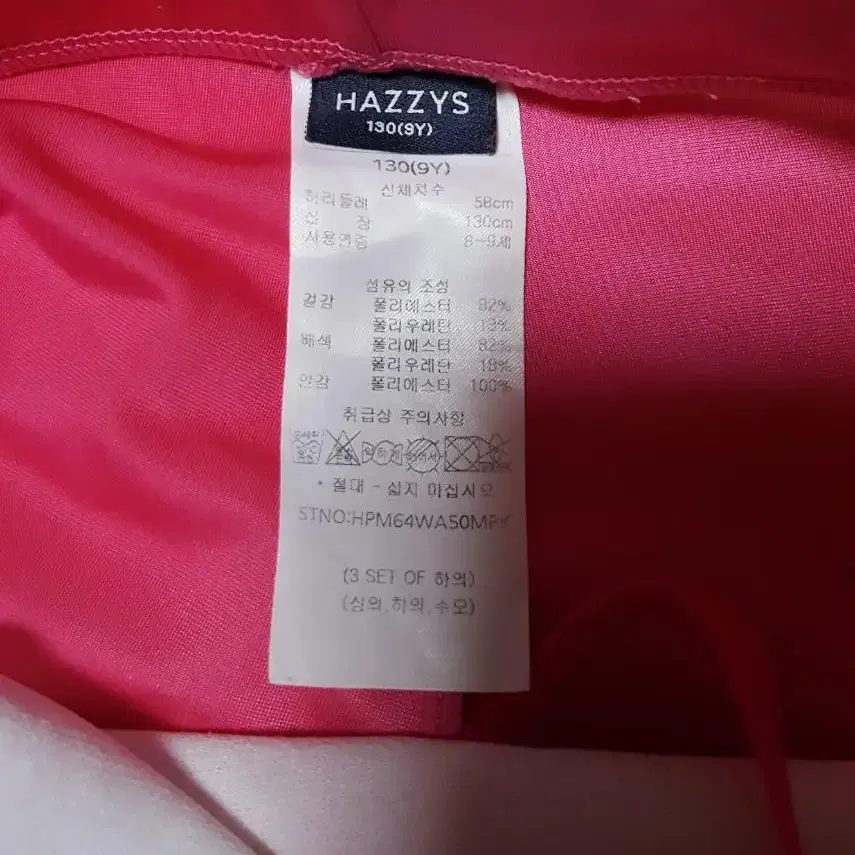 HAZZYS
130(9Y)
130(9Y)
신체치수
허리둘레 58cm
신 장 130cm
사용연령 8~9세
섬유의 조성
겉감 폴리에스터 82%
폴리우레탄
배색 폴리에스터 82%
폴리우레탄 18%
안감 폴리에스터 100%
취급상 주의사항
약하게
* 절대 - 삶지 마십시오
STNO:HPM64WA50MPK
(3 SET OF 하의)
(상의.하의.수모)